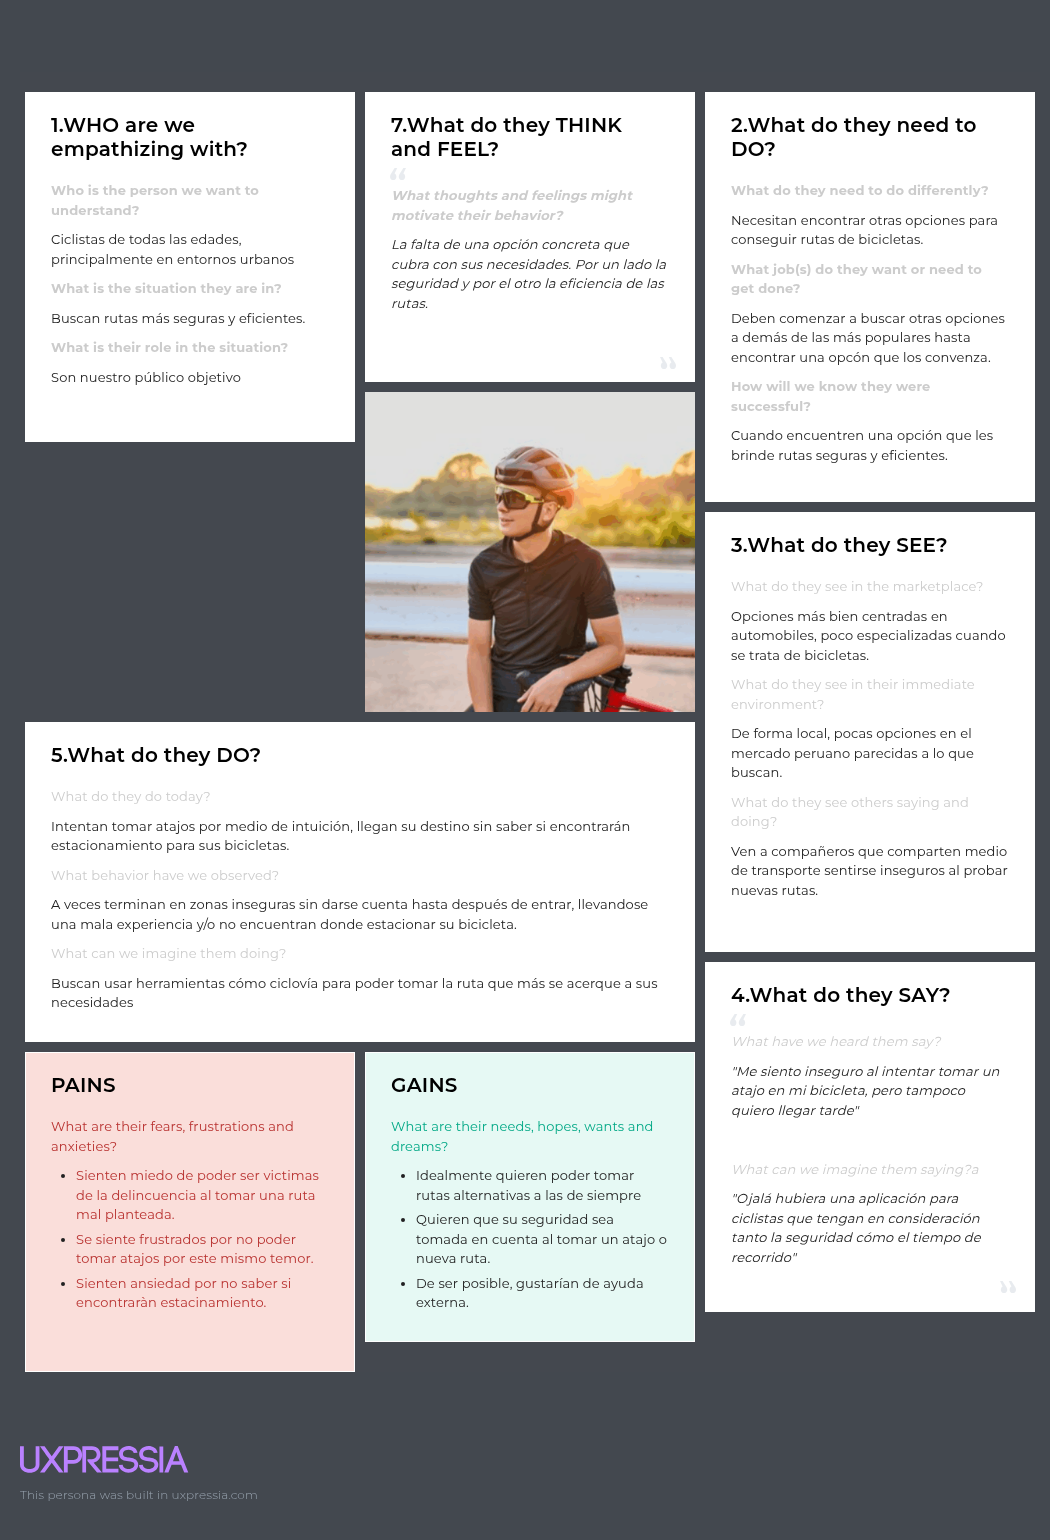 1.WHO are we
empathizing with?
Who is the person we want to
understand?
Ciclistas de todas las edades,
principalmente en entornos urbanos
What is the situation they are in?
Buscan rutas más seguras y eficientes.
What is their role in the situation?
Son nuestro público objetivo
7.What do they THINK
and FEEL?
“
What thoughts and feelings might
motivate their behavior?
La falta de una opción concreta que
cubra con sus necesidades. Por un lado la
seguridad y por el otro la eficiencia de las
rutas.
”
2.What do they need to
DO?
What do they need to do differently?
Necesitan encontrar otras opciones para
conseguir rutas de bicicletas.
What job(s) do they want or need to
get done?
Deben comenzar a buscar otras opciones
a demás de las más populares hasta
encontrar una opcón que los convenza.
How will we know they were
successful?
Cuando encuentren una opción que les
brinde rutas seguras y eficientes.
3.What do they SEE?
What do they see in the marketplace?
Opciones más bien centradas en
automobiles, poco especializadas cuando
se trata de bicicletas.
What do they see in their immediate
environment?
De forma local, pocas opciones en el
mercado peruano parecidas a lo que
buscan.
What do they see others saying and
doing?
Ven a compañeros que comparten medio
de transporte sentirse inseguros al probar
nuevas rutas.
4.What do they SAY?
“
What have we heard them say?
"Me siento inseguro al intentar tomar un
atajo en mi bicicleta, pero tampoco
quiero llegar tarde"
What can we imagine them saying?a
"Ojalá hubiera una aplicación para
ciclistas que tengan en consideración
tanto la seguridad cómo el tiempo de
recorrido"
”
5.What do they DO?
What do they do today?
Intentan tomar atajos por medio de intuición, llegan su destino sin saber si encontrarán
estacionamiento para sus bicicletas.
What behavior have we observed?
A veces terminan en zonas inseguras sin darse cuenta hasta después de entrar, llevandose
una mala experiencia y/o no encuentran donde estacionar su bicicleta.
What can we imagine them doing?
Buscan usar herramientas cómo ciclovía para poder tomar la ruta que más se acerque a sus
necesidades
PAINS
What are their fears, frustrations and
anxieties?
• Sienten miedo de poder ser victimas
de la delincuencia al tomar una ruta
mal planteada.
• Se siente frustrados por no poder
tomar atajos por este mismo temor.
• Sienten ansiedad por no saber si
encontraràn estacinamiento.
GAINS
What are their needs, hopes, wants and
dreams?
• Idealmente quieren poder tomar
rutas alternativas a las de siempre
• Quieren que su seguridad sea
tomada en cuenta al tomar un atajo o
nueva ruta.
• De ser posible, gustarían de ayuda
externa.
UXPRESSIA
This persona was built in uxpressia.com